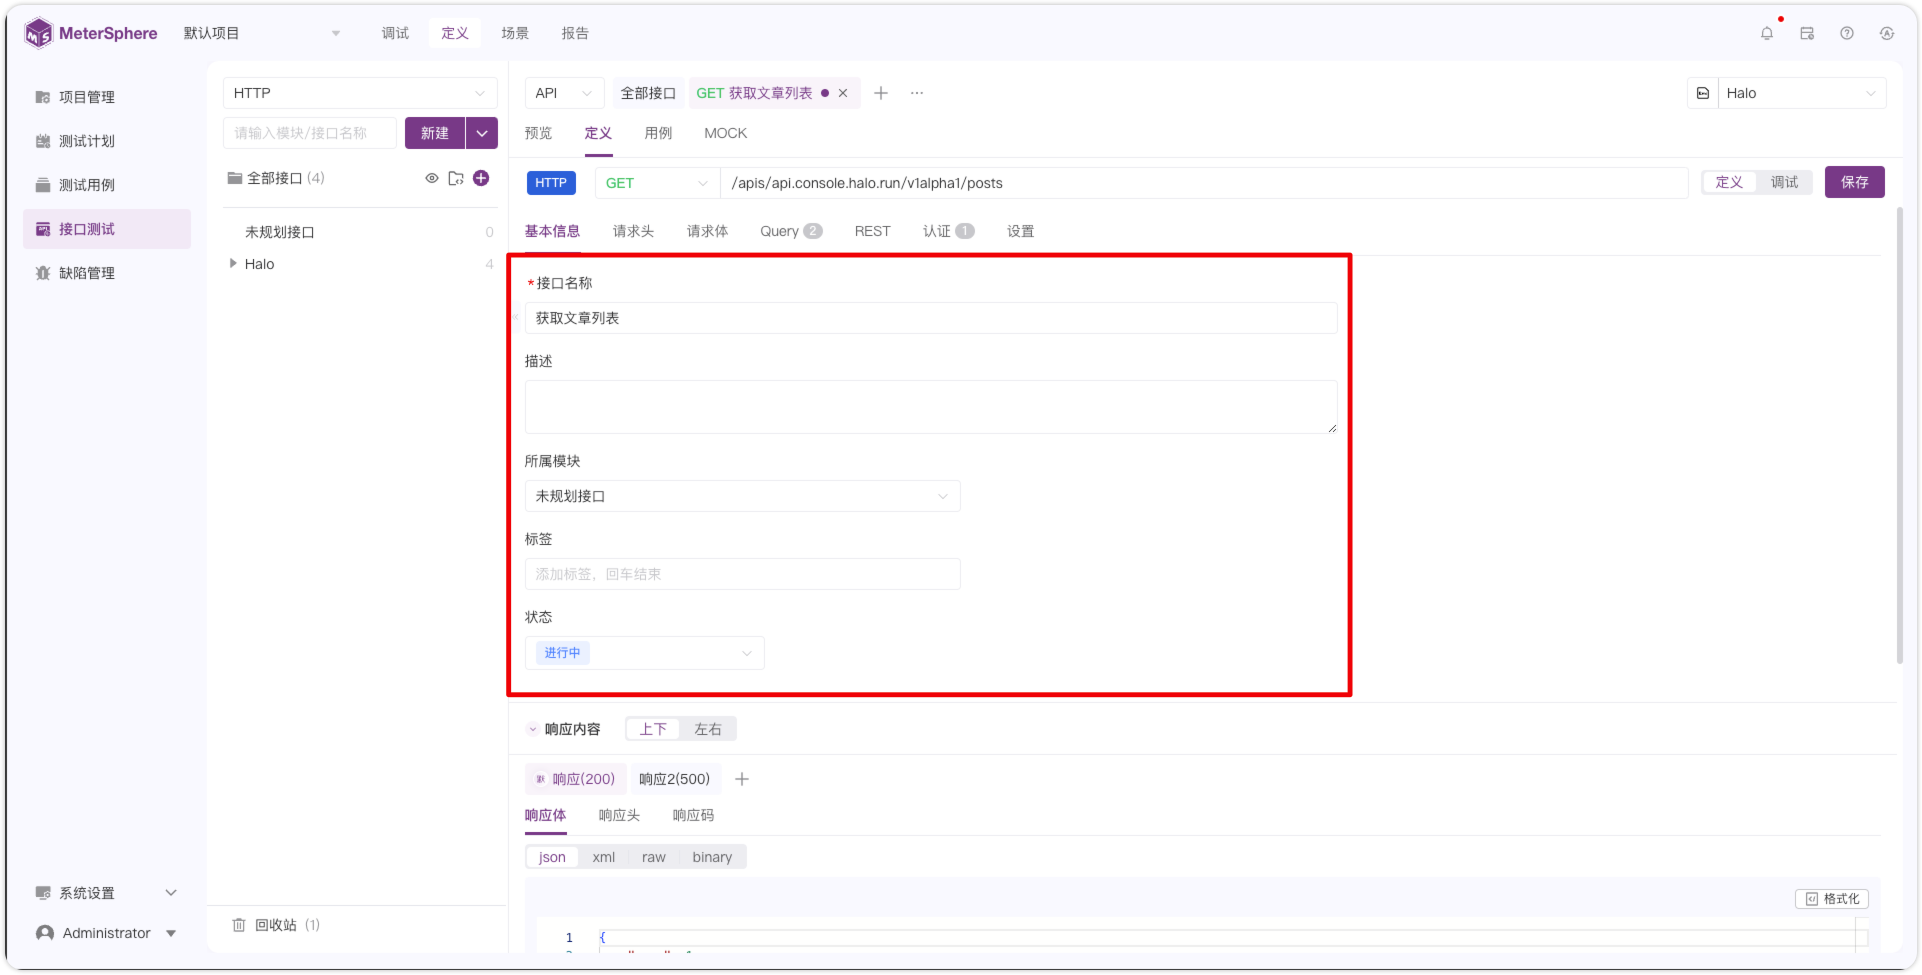 MeterSphere 默认项目 调试 定义 场景 报告
项目管理
测试计划
测试用例
接口测试
缺陷管理
系统设置
Administrator
HTTP
请输入模块/接口名称 新建
全部接口 (4)
未规划接口 0
Halo 4
回收站 (1)
API 全部接口 GET 获取文章列表 Halo
预览 定义 用例 MOCK
HTTP GET /apis/api.console.halo.run/v1alpha1/posts 定义 调试 保存
基本信息 请求头 请求体 Query 2 REST 认证 1 设置
*接口名称
获取文章列表
描述
所属模块
未规划接口
标签
添加标签，回车结束
状态
进行中
响应内容 上下 左右
默 响应(200) 响应2(500)
响应体 响应头 响应码
json xml raw binary
格式化
1 {